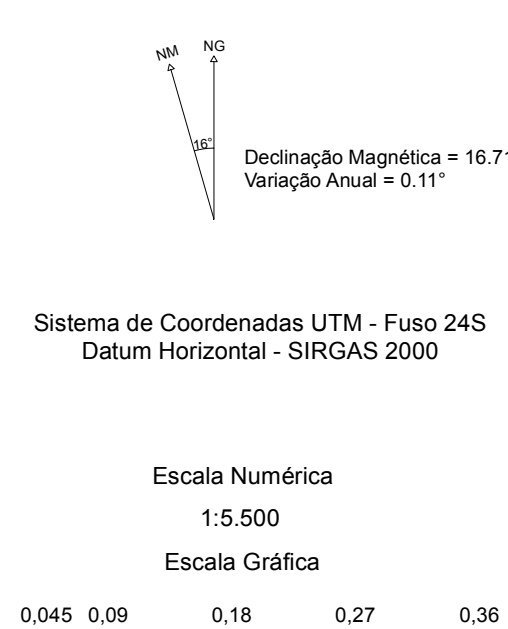 NM NG
16°
Declinação Magnética = 16.71
Variação Anual = 0.11°
Sistema de Coordenadas UTM - Fuso 24S
Datum Horizontal - SIRGAS 2000
Escala Numérica
1:5.500
Escala Gráfica
0,045 0,09 0,18 0,27 0,36